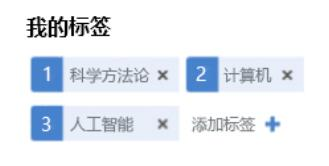 我的标签
1 科学方法论 × 2 计算机 ×
3 人工智能 × 添加标签 +